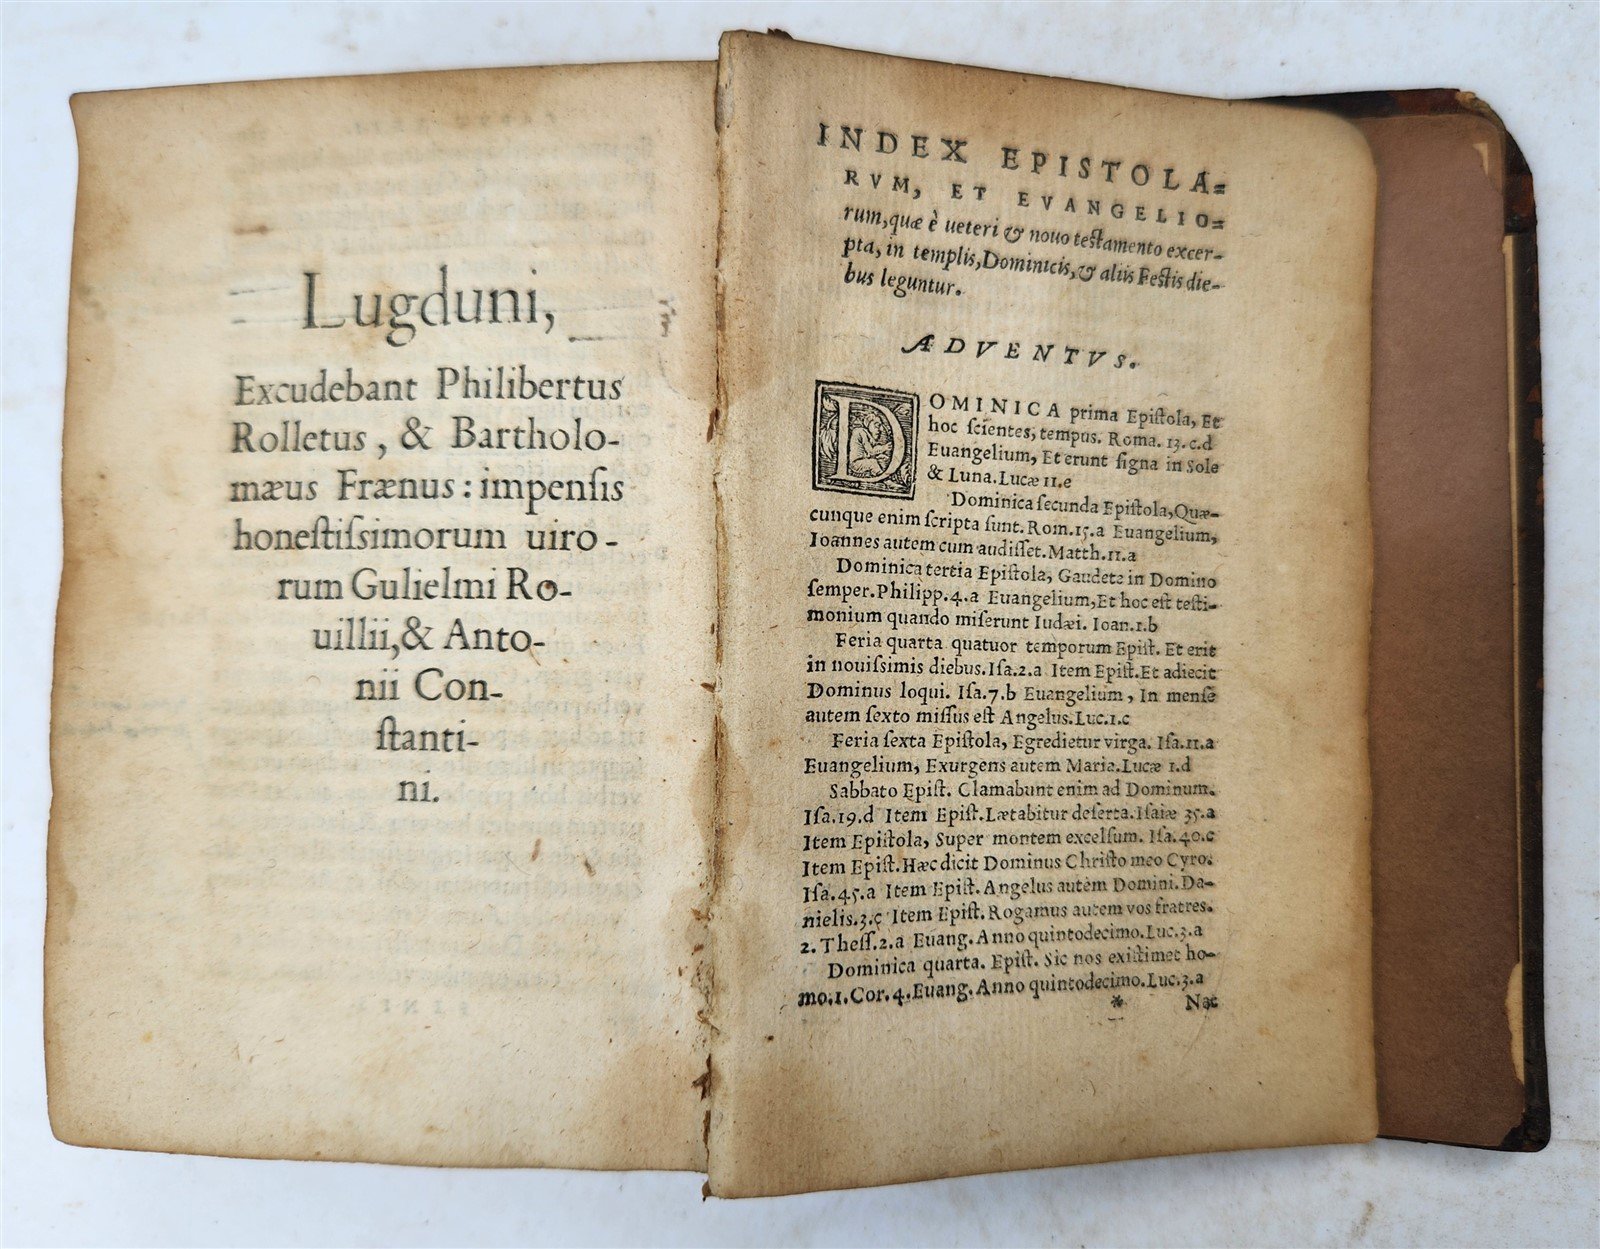 Lugduni,
Excudebant Philibertus
Rolletus, & Bartholo-
mæus Frænus: impenſis
honeſtiſsimorum uiro-
rum Gulielmi Ro-
uillii, & Anto-
nii Con-
ſtanti-
ni.
INDEX EPISTOLA=
RVM, ET EVANGELIO=
rum, quæ è ueteri & nouo teſtamento excer-
pta, in templis, Dominicis, & aliis Feſtis die-
bus leguntur.
ADVENTVS.
DOMINICA prima Epiſtola, Et
hoc ſcientes, tempus. Roma. 13.c.d
Euangelium, Et erunt ſigna in Sole
& Luna. Lucæ 11.e
Dominica ſecunda Epiſtola, Quæ-
cunque enim ſcripta ſunt. Rom.15.a Euangelium,
Ioannes autem cum audiſſet. Matth.11.a
Dominica tertia Epiſtola, Gaudete in Domino
ſemper. Philipp.4.a Euangelium, Et hoc eſt teſti-
monium quando miſerunt Iudæi. Ioan.1.b
Feria quarta quatuor temporum Epiſt. Et erit
in nouiſsimis diebus. Iſa.2.a Item Epiſt. Et adiecit
Dominus loqui. Iſa.7.b Euangelium, In menſe
autem ſexto miſſus eſt Angelus. Luc.1.c
Feria ſexta Epiſtola, Egredietur virga. Iſa.11.a
Euangelium, Exurgens autem Maria. Lucæ 1.d
Sabbato Epiſt. Clamabunt enim ad Dominum.
Iſa.19.d Item Epiſt. Lætabitur deſerta. Iſaiæ 35.a
Item Epiſtola, Super montem excelſum. Iſa.40.c
Item Epiſt. Hæc dicit Dominus Chriſto meo Cyro.
Iſa.45.a Item Epiſt. Angelus autem Domini. Da-
nielis.3.ç Item Epiſt. Rogamus autem vos fratres.
2. Theſſ.2.a Euang. Anno quintodecimo. Luc.3.a
Dominica quarta. Epiſt. Sic nos exiſtimet ho-
mo.1.Cor.4. Euang. Anno quintodecimo. Luc.3.a
* Nat